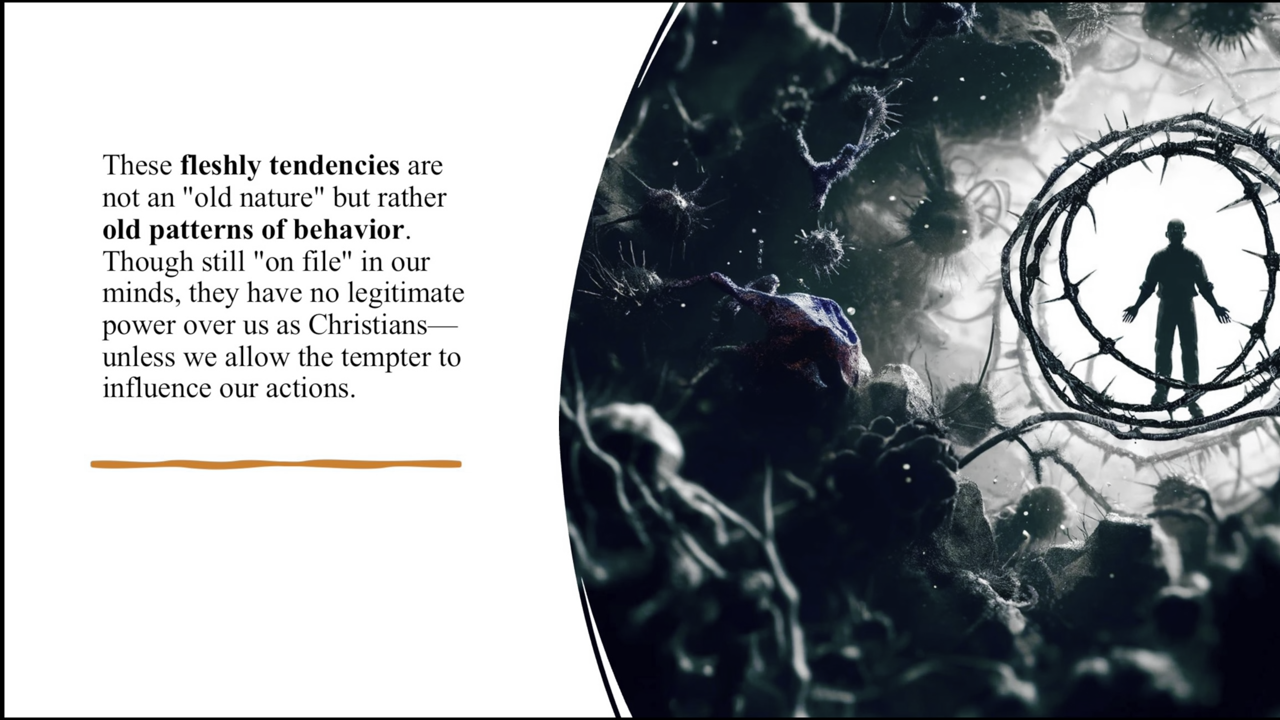 These fleshly tendencies are
not an "old nature" but rather
old patterns of behavior.
Though still "on file" in our
minds, they have no legitimate
power over us as Christians—
unless we allow the tempter to
influence our actions.